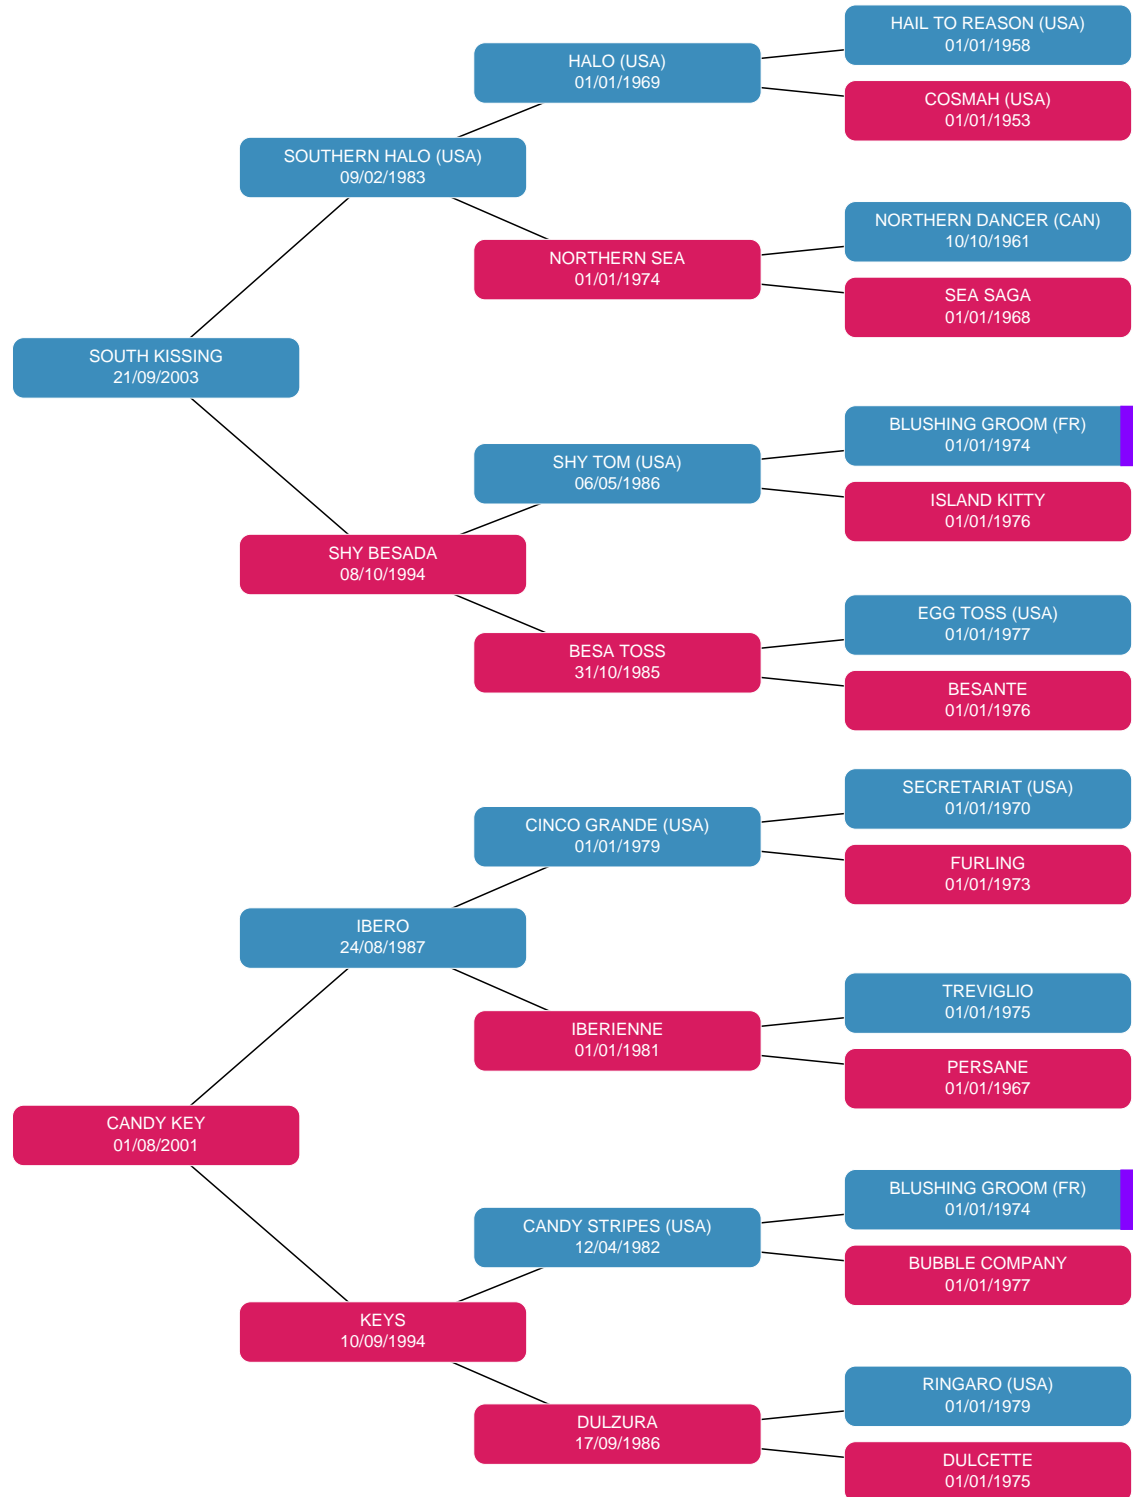 HAIL TO REASON (USA)
01/01/1958
HALO (USA)
01/01/1969
COSMAH (USA)
01/01/1953
SOUTHERN HALO (USA)
09/02/1983
NORTHERN DANCER (CAN)
10/10/1961
NORTHERN SEA
01/01/1974
SEA SAGA
01/01/1968
SOUTH KISSING
21/09/2003
BLUSHING GROOM (FR)
01/01/1974
SHY TOM (USA)
06/05/1986
ISLAND KITTY
01/01/1976
SHY BESADA
08/10/1994
EGG TOSS (USA)
01/01/1977
BESA TOSS
31/10/1985
BESANTE
01/01/1976
SECRETARIAT (USA)
01/01/1970
CINCO GRANDE (USA)
01/01/1979
FURLING
01/01/1973
IBERO
24/08/1987
TREVIGLIO
01/01/1975
IBERIENNE
01/01/1981
PERSANE
01/01/1967
CANDY KEY
01/08/2001
BLUSHING GROOM (FR)
01/01/1974
CANDY STRIPES (USA)
12/04/1982
BUBBLE COMPANY
01/01/1977
KEYS
10/09/1994
RINGARO (USA)
01/01/1979
DULZURA
17/09/1986
DULCETTE
01/01/1975